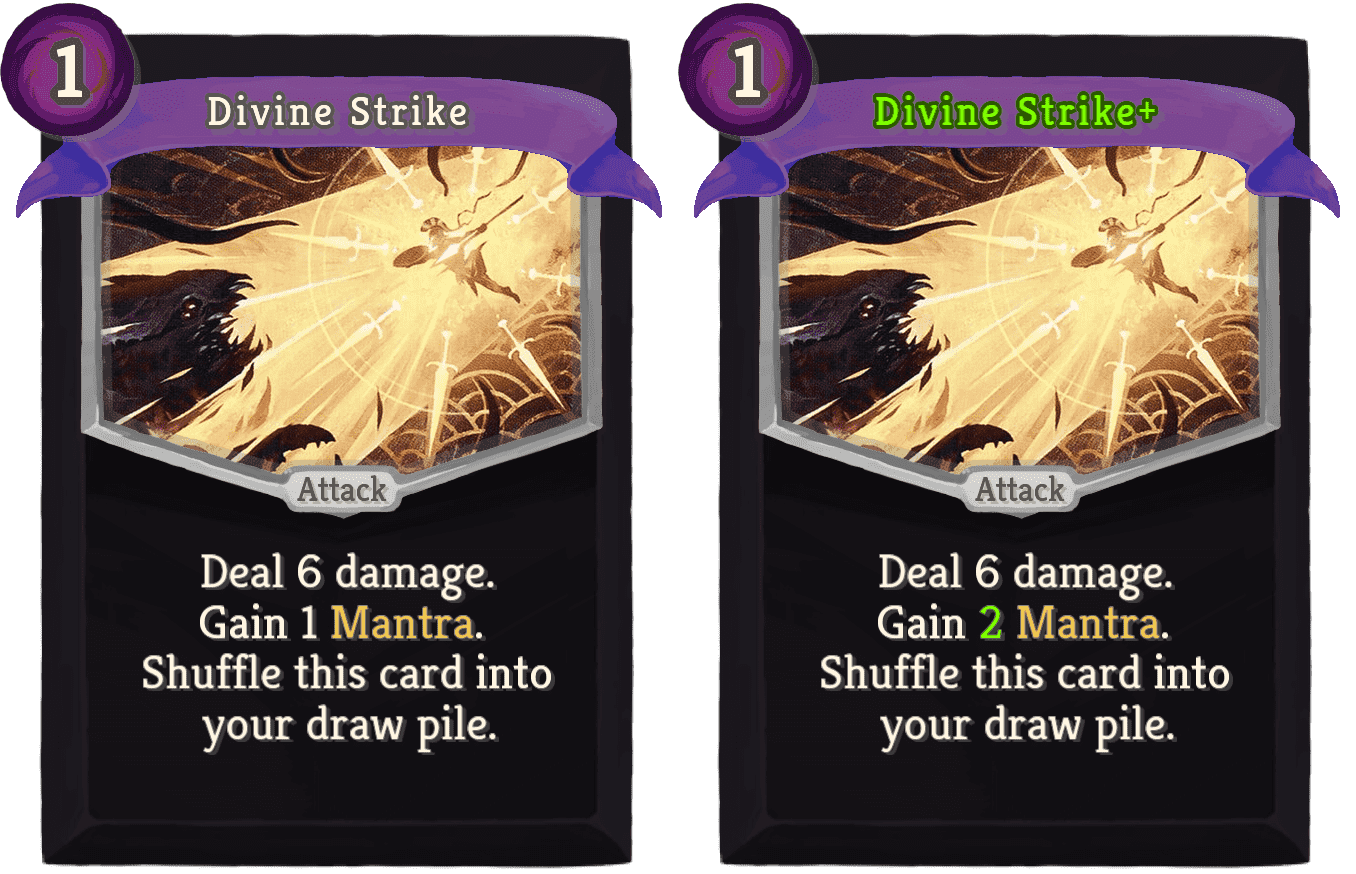 1
Divine Strike
Attack
Deal 6 damage.
Gain 1 Mantra.
Shuffle this card into
your draw pile.
1
Divine Strike+
Attack
Deal 6 damage.
Gain 2 Mantra.
Shuffle this card into
your draw pile.